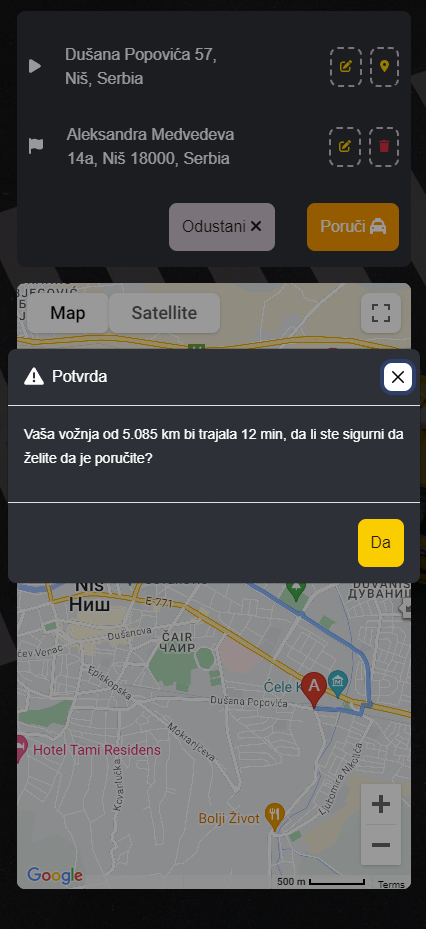 Dušana Popovića 57,
Niš, Serbia
Aleksandra Medvedeva
14a, Niš 18000, Serbia
Odustani
Poruči
Б
Map
Satellite
Potvrda
Vaša vožnja od 5.085 km bi trajala 12 min, da li ste sigurni da
želite da je poručite?
Da
Niš
Ниш
E 771
DUVANIŠ
ДУВАНИШ
Dušanova
ČAIR
ЧАИР
Episkopska
Ćele K
A
Dušana Popovića
Mokranjčeva
Hotel Tami Residens
Kovanlučka
Ljubomira Nikolića
Bolji Život
Google
500 m
Terms